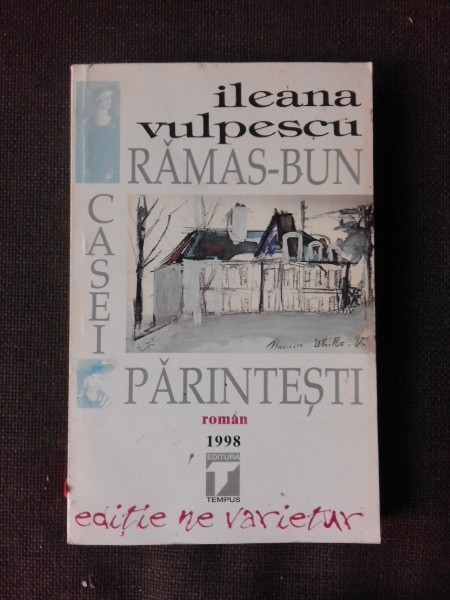 ileana
vulpescu
RĂMAS-BUN
CASEI
PĂRINTEȘTI
roman
1998
EDITURA
T
TEMPUS
ediție ne varietur